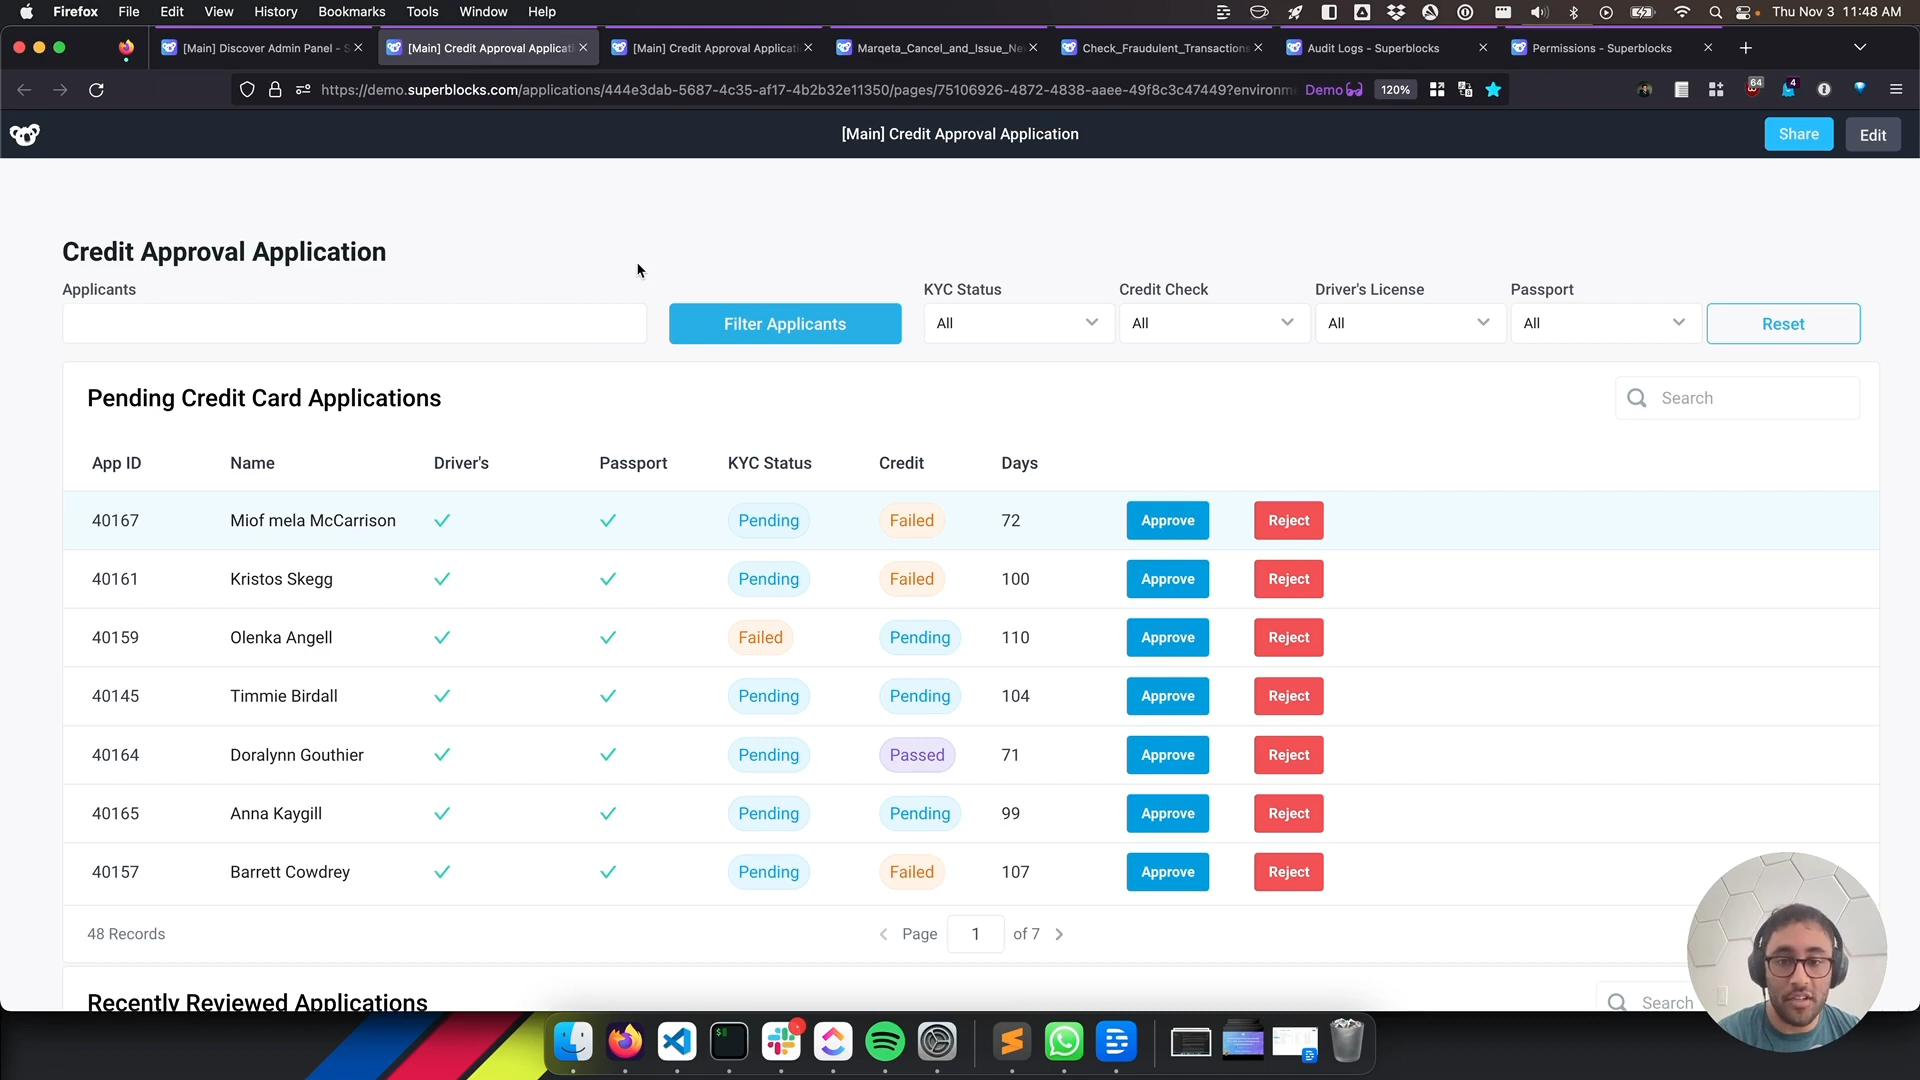 Firefox File Edit View History Bookmarks Tools Window Help Thu Nov 3 11:48 AM
[Main] Discover Admin Panel - S [Main] Credit Approval Applicati [Main] Credit Approval Applicati Marqeta_Cancel_and_Issue_Ne Check_Fraudulent_Transactions Audit Logs - Superblocks Permissions - Superblocks
https://demo.superblocks.com/applications/444e3dab-5687-4c35-af17-4b2b32e11350/pages/75106926-4872-4838-aaee-49f8c3c47449?environm Demo 120% 64 4
[Main] Credit Approval Application Share Edit
Credit Approval Application
Applicants KYC Status Credit Check Driver's License Passport
Filter Applicants All All All All Reset
Pending Credit Card Applications Search
App ID Name Driver's Passport KYC Status Credit Days
40167 Miof mela McCarrison Pending Failed 72 Approve Reject
40161 Kristos Skegg Pending Failed 100 Approve Reject
40159 Olenka Angell Failed Pending 110 Approve Reject
40145 Timmie Birdall Pending Pending 104 Approve Reject
40164 Doralynn Gouthier Pending Passed 71 Approve Reject
40165 Anna Kaygill Pending Pending 99 Approve Reject
40157 Barrett Cowdrey Pending Failed 107 Approve Reject
48 Records Page 1 of 7
Recently Reviewed Applications Search